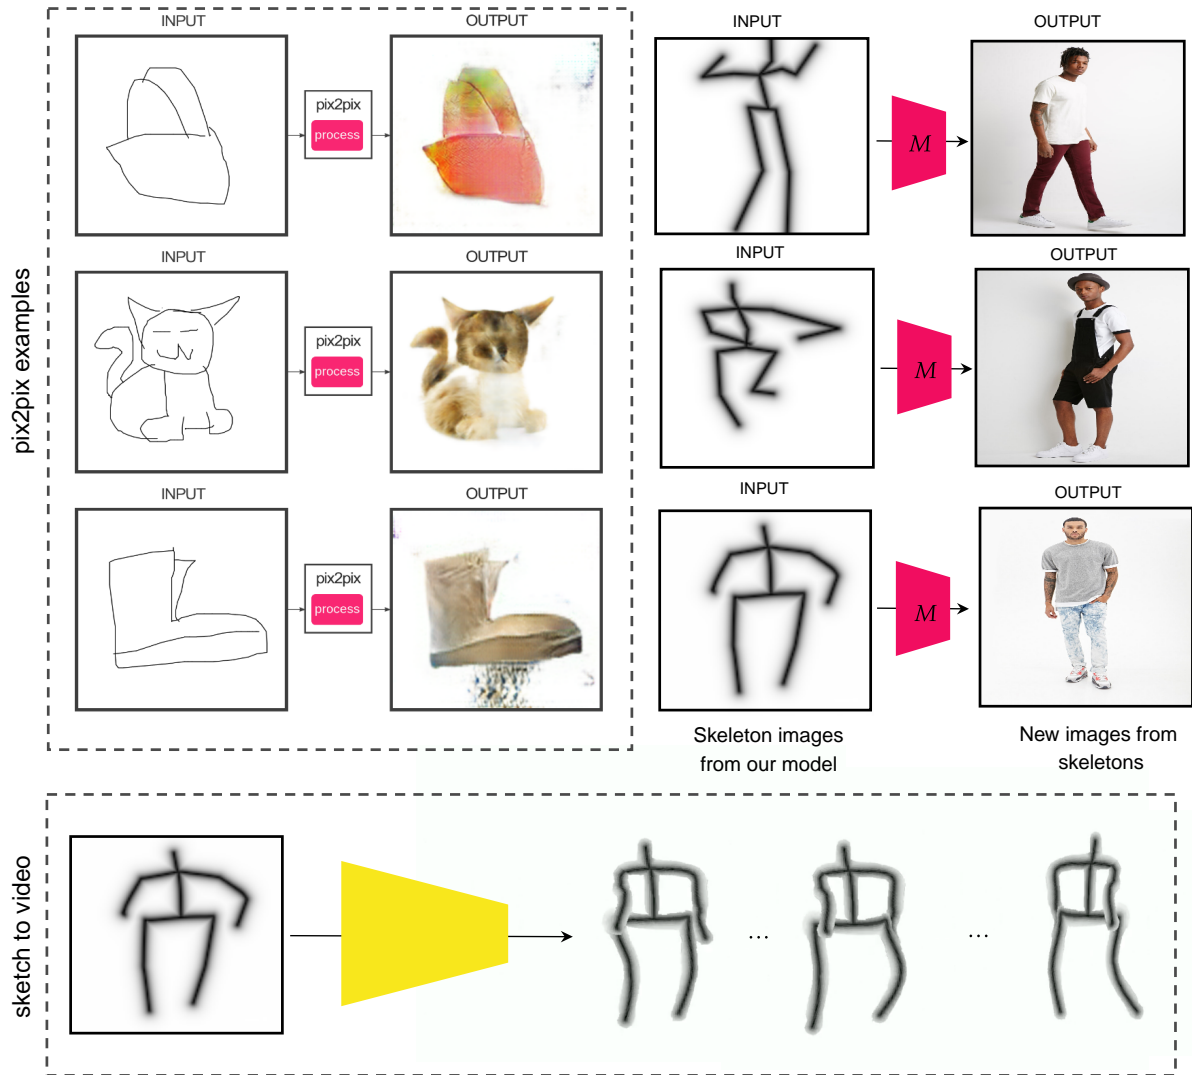 INPUT
OUTPUT
pix2pix
process
INPUT
OUTPUT
pix2pix
process
INPUT
OUTPUT
pix2pix
process
pix2pix examples
INPUT
OUTPUT
M
INPUT
OUTPUT
M
INPUT
OUTPUT
M
Skeleton images
from our model
New images from
skeletons
sketch to video
...
...